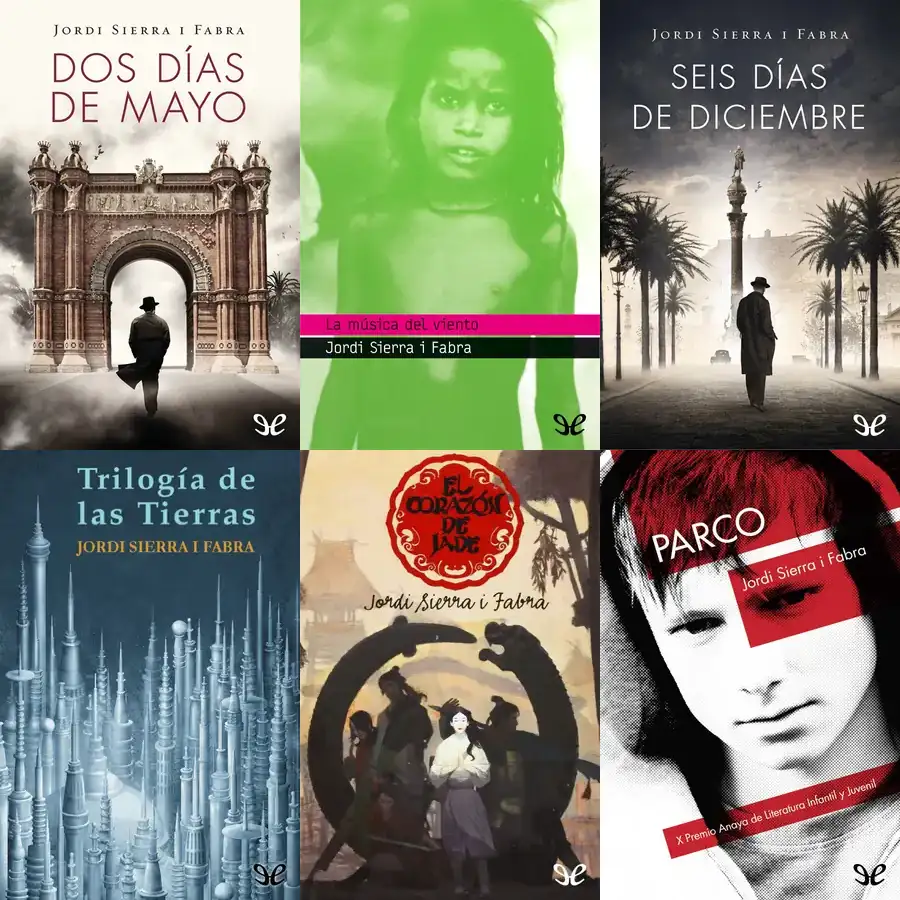 JORDI SIERRA I FABRA
DOS DÍAS
DE MAYO
La música del viento
Jordi Sierra i Fabra
JORDI SIERRA I FABRA
SEIS DÍAS
DE DICIEMBRE
Trilogía de
las Tierras
JORDI SIERRA I FABRA
EL
CORAZÓN
DE
JADE
Jordi Sierra i Fabra
PARCO
Jordi Sierra i Fabra
X Premio Anaya de Literatura Infantil y Juvenil